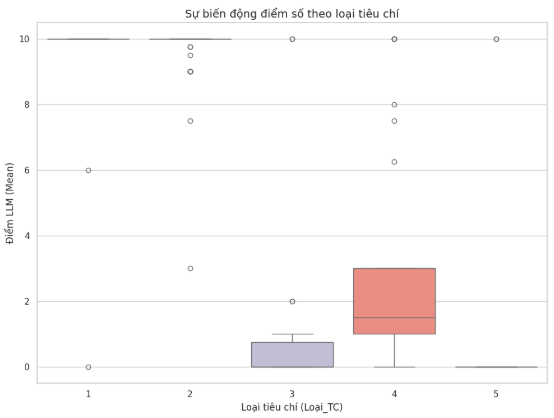 Sự biến động điểm số theo loại tiêu chí
Điểm LLM (Mean)
10
8
6
4
2
0
1 2 3 4 5
Loại tiêu chí (Loại_TC)